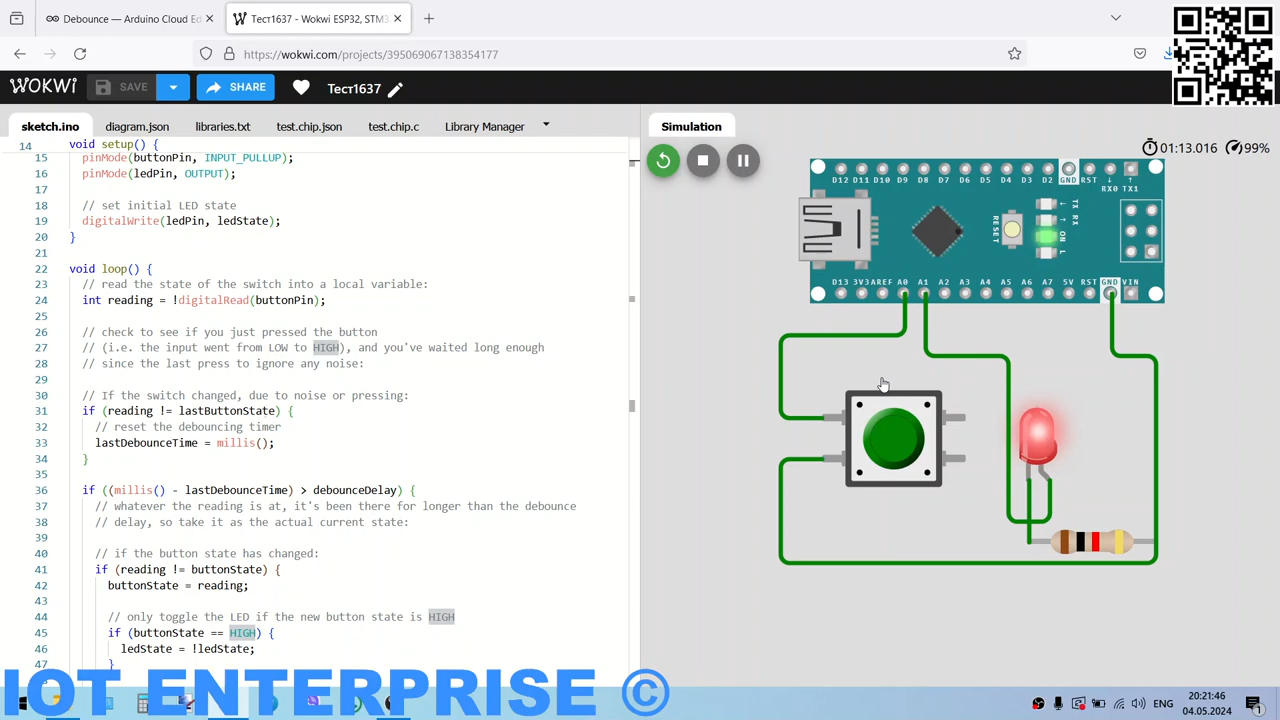 Debounce — Arduino Cloud Ed
Тест1637 - Wokwi ESP32, STM3
https://wokwi.com/projects/395069067138351177
WOKWI
SAVE
SHARE
Тест1637
sketch.ino
diagram.json
libraries.txt
test.chip.json
test.chip.c
Library Manager
Simulation
01:13.016
99%
14 void setup() {
15 pinMode(buttonPin, INPUT_PULLUP);
16 pinMode(ledPin, OUTPUT);
17
18 // set initial LED state
19 digitalWrite(ledPin, ledState);
20 }
21
22 void loop() {
23 // read the state of the switch into a local variable:
24 int reading = !digitalRead(buttonPin);
25
26 // check to see if you just pressed the button
27 // (i.e. the input went from LOW to HIGH), and you've waited long enough
28 // since the last press to ignore any noise:
29
30 // If the switch changed, due to noise or pressing:
31 if (reading != lastButtonState) {
32 // reset the debouncing timer
33 lastDebounceTime = millis();
34 }
35
36 if ((millis() - lastDebounceTime) > debounceDelay) {
37 // whatever the reading is at, it's been there for longer than the debounce
38 // delay, so take it as the actual current state:
39
40 // if the button state has changed:
41 if (reading != buttonState) {
42 buttonState = reading;
43
44 // only toggle the LED if the new button state is HIGH
45 if (buttonState == HIGH) {
46 ledState = !ledState;
47 }
D12 D11 D10 D9 D8 D7 D6 D5 D4 D3 D2 GND RST RX0 TX1
RESET
TX RX
ON L
D13 3V3 AREF A0 A1 A2 A3 A4 A5 A6 A7 5V RST GND VIN
IOT ENTERPRISE ©
ENG
20:21:46
04.05.2024
1